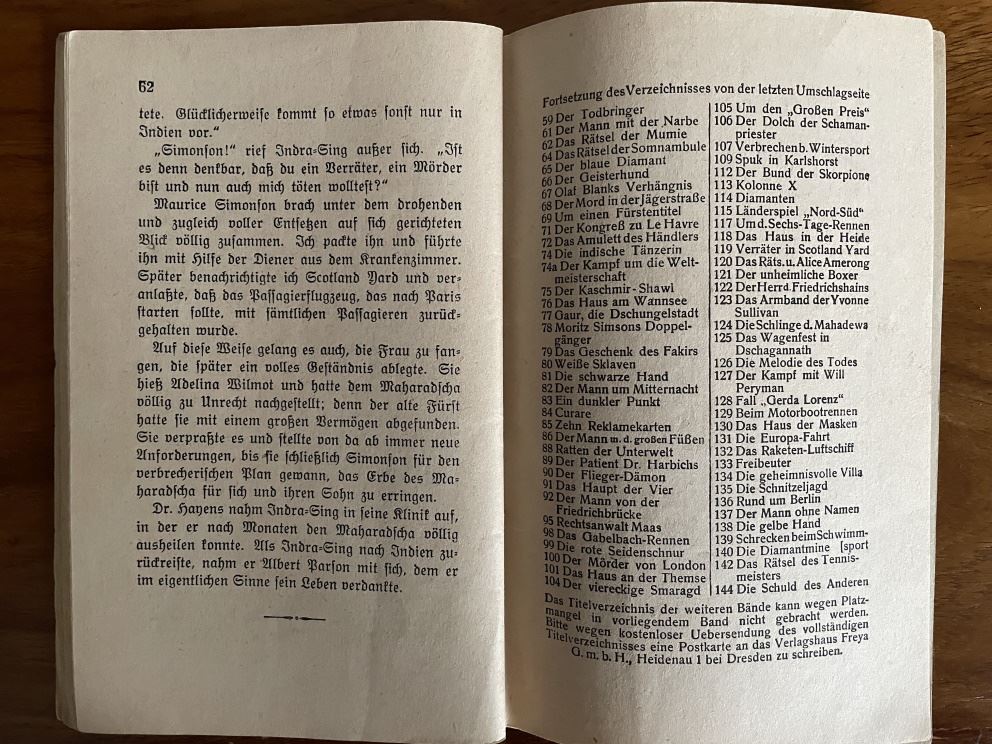 62
tete. Glücklicherweise kommt so etwas sonst nur in
Indien vor.“
„Simonson!“ rief Indra-Sing außer sich. „Ist
es denn denkbar, daß du ein Verräter, ein Mörder
bist und nun auch mich töten wolltest?“
Maurice Simonson brach unter dem drohenden
und zugleich voller Entsetzen auf sich gerichteten
Blick völlig zusammen. Ich packte ihn und führte
ihn mit Hilfe der Diener aus dem Krankenzimmer.
Später benachrichtigte ich Scotland Yard und ver-
anlaßte, daß das Passagierflugzeug, das nach Paris
starten sollte, mit sämtlichen Passagieren zurück-
gehalten wurde.
Auf diese Weise gelang es auch, die Frau zu fan-
gen, die später ein volles Geständnis ablegte. Sie
hieß Adelina Wilmot und hatte dem Maharadscha
völlig zu Unrecht nachgestellt; denn der alte Fürst
hatte sie mit einem großen Vermögen abgefunden.
Sie verpraßte es und stellte von da ab immer neue
Anforderungen, bis sie schließlich Simonson für den
verbrecherischen Plan gewann, das Erbe des Ma-
haradscha für sich und ihren Sohn zu erringen.
Dr. Hayens nahm Indra-Sing in seine Klinik auf,
in der er nach Monaten den Maharadscha völlig
ausheilen konnte. Als Indra-Sing nach Indien zu-
rückreiste, nahm er Albert Parson mit sich, dem er
im eigentlichen Sinne sein Leben verdankte.
Fortsetzung des Verzeichnisses von der letzten Umschlagseite
59 Der Todbringer
61 Der Mann mit der Narbe
62 Das Rätsel der Mumie
64 Das Rätsel der Somnambule
65 Der blaue Diamant
66 Der Geisterhund
67 Olaf Blanks Verhängnis
68 Der Mord in der Jägerstraße
69 Um einen Fürstentitel
71 Der Kongreß zu Le Havre
72 Das Amulett des Händlers
74 Die indische Tänzerin
74a Der Kampf um die Welt-
meisterschaft
75 Der Kaschmir-Shawl
76 Das Haus am Wannsee
77 Gaur, die Dschungelstadt
78 Moritz Simsons Doppel-
gänger
79 Das Geschenk des Fakirs
80 Weiße Sklaven
81 Die schwarze Hand
82 Der Mann um Mitternacht
83 Ein dunkler Punkt
84 Curare
85 Zehn Reklamekarten
86 Der Mann m. d. großen Füßen
88 Ratten der Unterwelt
89 Der Patient Dr. Harbichs
90 Der Flieger-Dämon
91 Das Haupt der Vier
92 Der Mann von der
Friedrichbrücke
95 Rechtsanwalt Maas
98 Das Gabelbach-Rennen
99 Die rote Seidenschnur
100 Der Mörder von London
101 Das Haus an der Themse
104 Der viereckige Smaragd
105 Um den „Großen Preis“
106 Der Dolch der Schaman-
priester
107 Verbrechen b. Wintersport
109 Spuk in Karlshorst
112 Der Bund der Skorpione
113 Kolonne X
114 Diamanten
115 Länderspiel „Nord-Süd“
117 Um d. Sechs-Tage-Rennen
118 Das Haus in der Heide
119 Verräter in Scotland Yard
120 Das Räts. u. Alice Amerong
121 Der unheimliche Boxer
122 Der Herr d. Friedrichshains
123 Das Armband der Yvonne
Sullivan
124 Die Schlinge d. Mahadewa
125 Das Wagenfest in
Dschagannath
126 Die Melodie des Todes
127 Der Kampf mit Will
Peryman
128 Fall „Gerda Lorenz“
129 Beim Motorbootrennen
130 Das Haus der Masken
131 Die Europa-Fahrt
132 Das Raketen-Luftschiff
133 Freibeuter
134 Die geheimnisvolle Villa
135 Die Schnitzeljagd
136 Rund um Berlin
137 Der Mann ohne Namen
138 Die gelbe Hand
139 Schrecken beim Schwimm-
140 Die Diamantmine [sport
142 Das Rätsel des Tennis-
meisters
144 Die Schuld des Anderen
Das Titelverzeichnis der weiteren Bände kann wegen Platz-
mangel in vorliegendem Band nicht gebracht werden.
Bitte wegen kostenloser Uebersendung des vollständigen
Titelverzeichnisses eine Postkarte an das Verlagshaus Freya
G. m. b. H., Heidenau 1 bei Dresden zu schreiben.